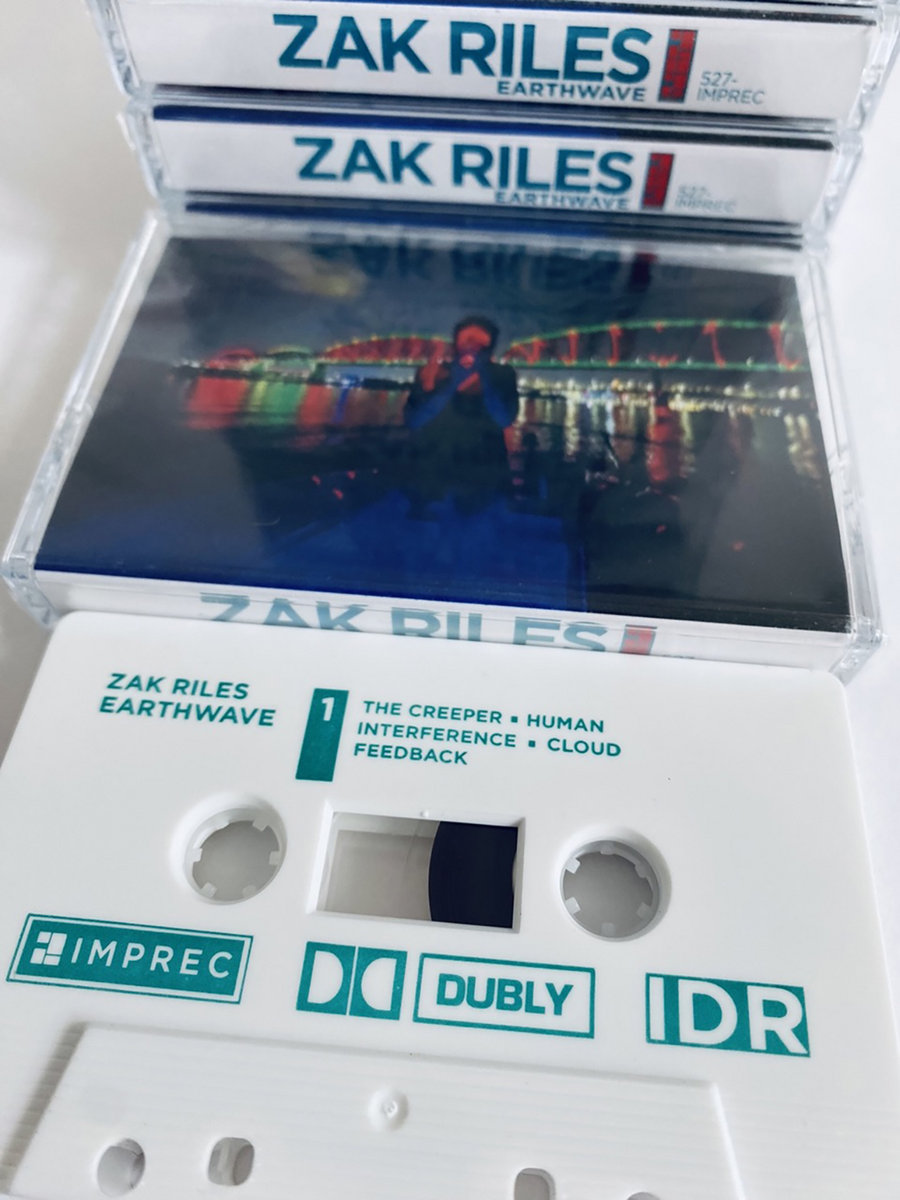 ZAK RILES
EARTHWAVE
527-
IMPREC
ZAK RILES
EARTHWAVE
527-
IMPREC
ZAK RILES
ZAK RILES
EARTHWAVE
1
THE CREEPER ▪ HUMAN
INTERFERENCE ▪ CLOUD
FEEDBACK
IMPREC
DUBLY
IDR